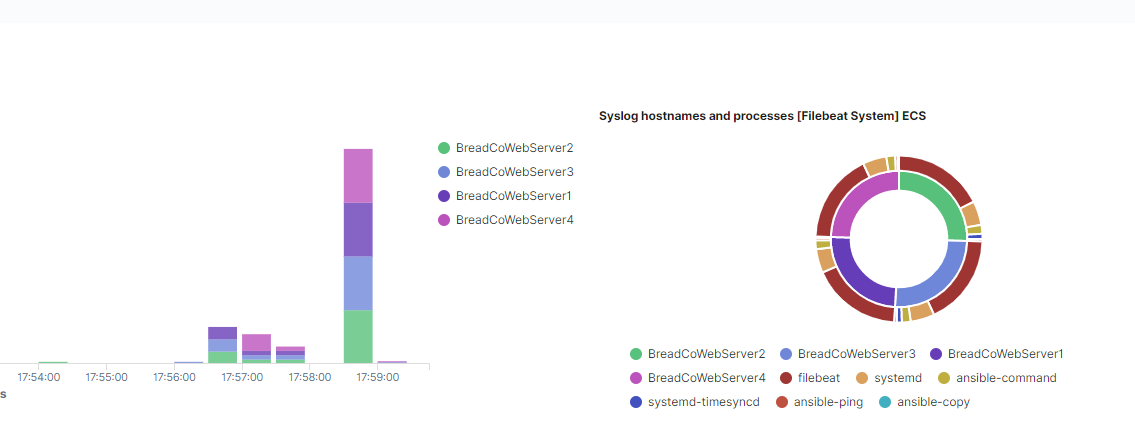 BreadCoWebServer2
BreadCoWebServer3
BreadCoWebServer1
BreadCoWebServer4
17:54:00 17:55:00 17:56:00 17:57:00 17:58:00 17:59:00
s
Syslog hostnames and processes [Filebeat System] ECS
BreadCoWebServer2 BreadCoWebServer3 BreadCoWebServer1
BreadCoWebServer4 filebeat systemd ansible-command
systemd-timesyncd ansible-ping ansible-copy